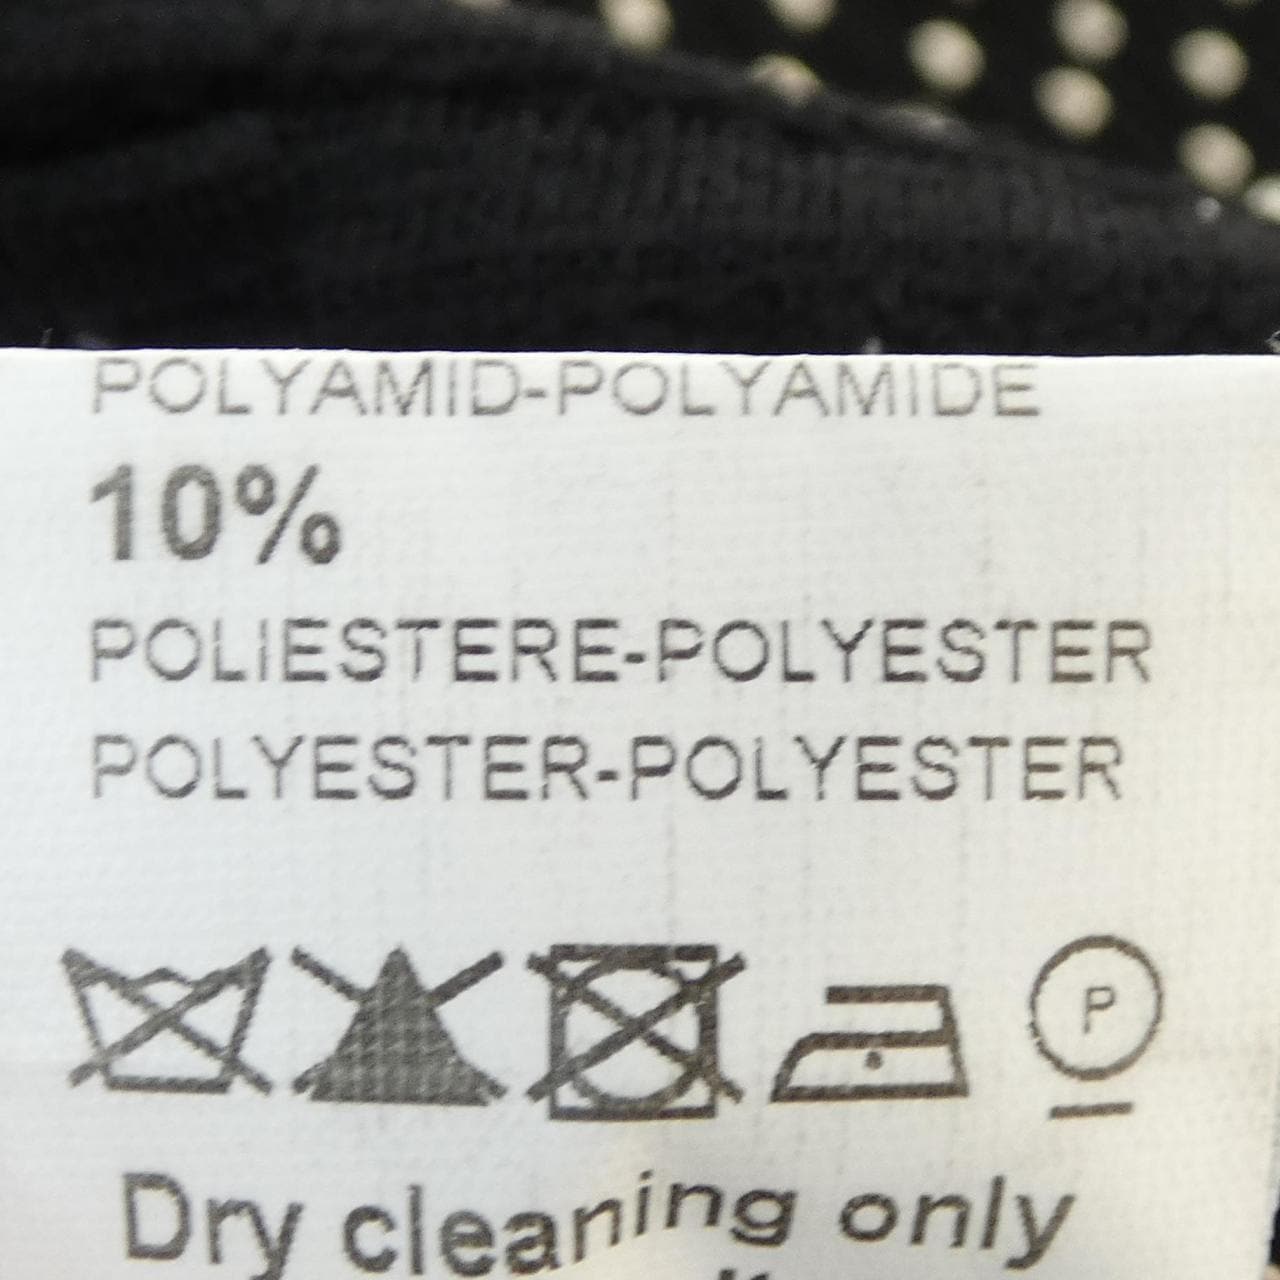 POLYAMID-POLYAMIDE
10%
POLIESTERE-POLYESTER
POLYESTER-POLYESTER
P
Dry cleaning only